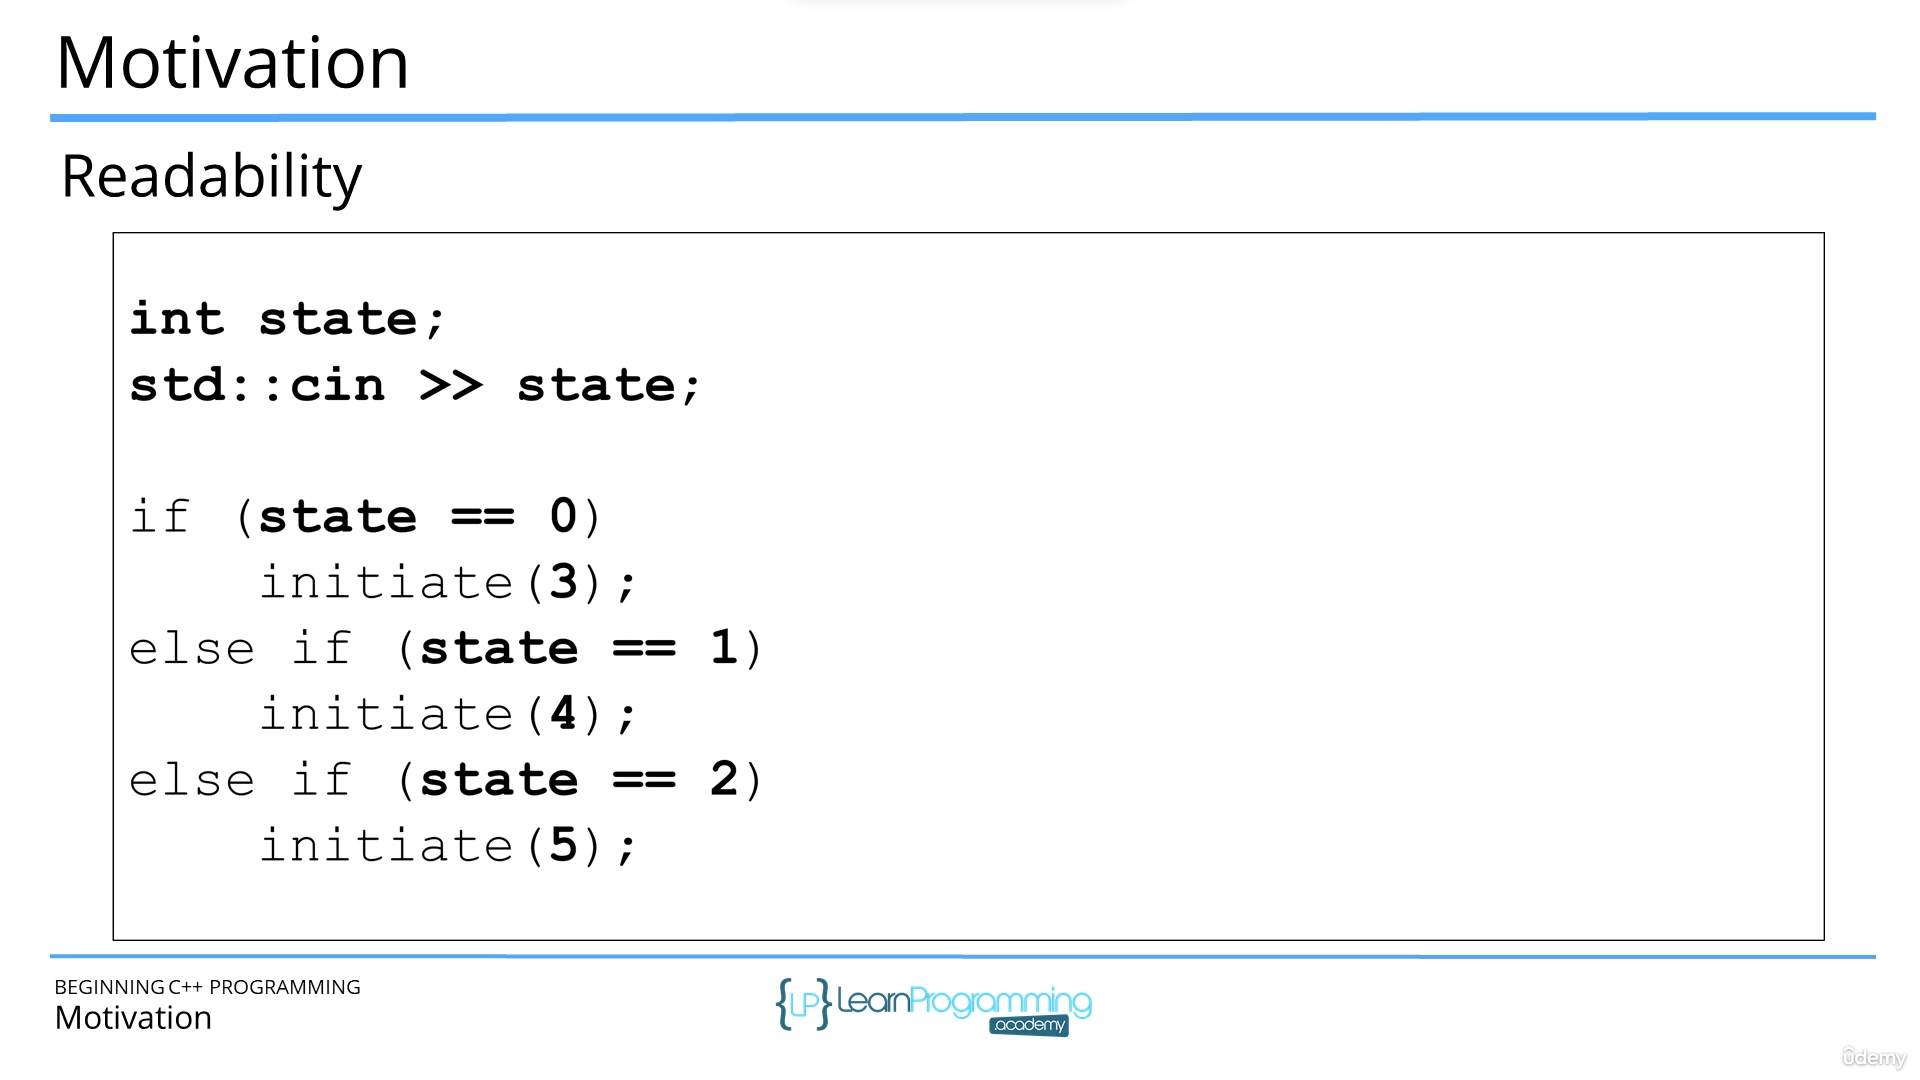 Motivation
Readability
int state;
std::cin >> state;
if (state == 0)
    initiate(3);
else if (state == 1)
    initiate(4);
else if (state == 2)
    initiate(5);
BEGINNING C++ PROGRAMMING
Motivation
{LP} LearnProgramming
.academy
ûdemy